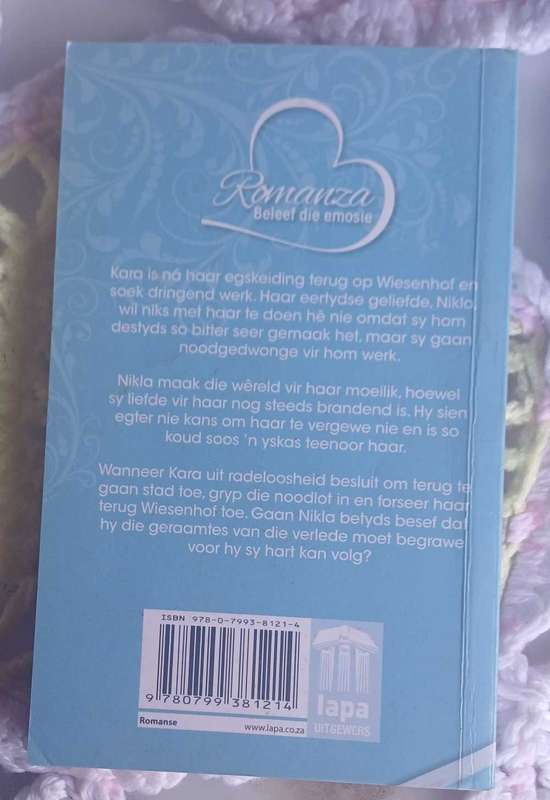 Romanza
Beleef die emosie
Kara is ná haar egskeiding terug op Wiesenhof en
soek dringend werk. Haar eertydse geliefde, Nikla,
wil niks met haar te doen hê nie omdat sy hom
destyds so bitter seer gemaak het, maar sy gaan
noodgedwonge vir hom werk.
Nikla maak die wêreld vir haar moeilik, hoewel
sy liefde vir haar nog steeds brandend is. Hy sien
egter nie kans om haar te vergewe nie en is so
koud soos 'n yskas teenoor haar.
Wanneer Kara uit radeloosheid besluit om terug te
gaan stad toe, gryp die noodlot in en forseer haar
terug Wiesenhof toe. Gaan Nikla betyds besef dat
hy die geraamtes van die verlede moet begrawe
voor hy sy hart kan volg?
ISBN 978-0-7993-8121-4
9 780799 381214
Romanse
www.lapa.co.za
lapa
UITGEWERS